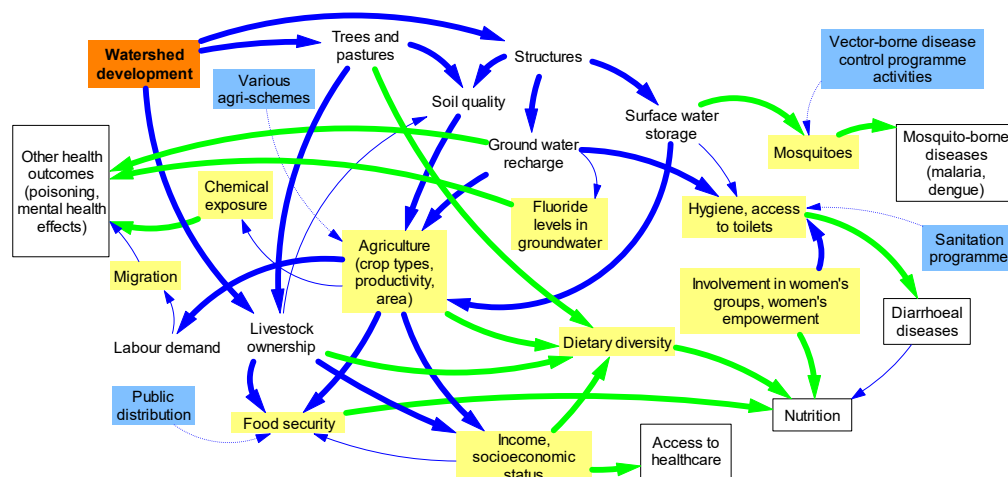 Watershed
development
Trees and
pastures
Structures
Vector-borne disease
control programme
activities
Various
agri-schemes
Soil quality
Surface water
storage
Other health
outcomes
(poisoning,
mental health
effects)
Chemical
exposure
Ground water
recharge
Mosquitoes
Mosquito-borne
diseases
(malaria,
dengue)
Fluoride
levels in
groundwater
Hygiene, access
to toilets
Sanitation
programme
Migration
Agriculture
(crop types,
productivity,
area)
Involvement in women's
groups, women's
empowerment
Diarrhoeal
diseases
Labour demand
Livestock
ownership
Dietary diversity
Public
distribution
Food security
Nutrition
Income,
socioeconomic
status
Access to
healthcare